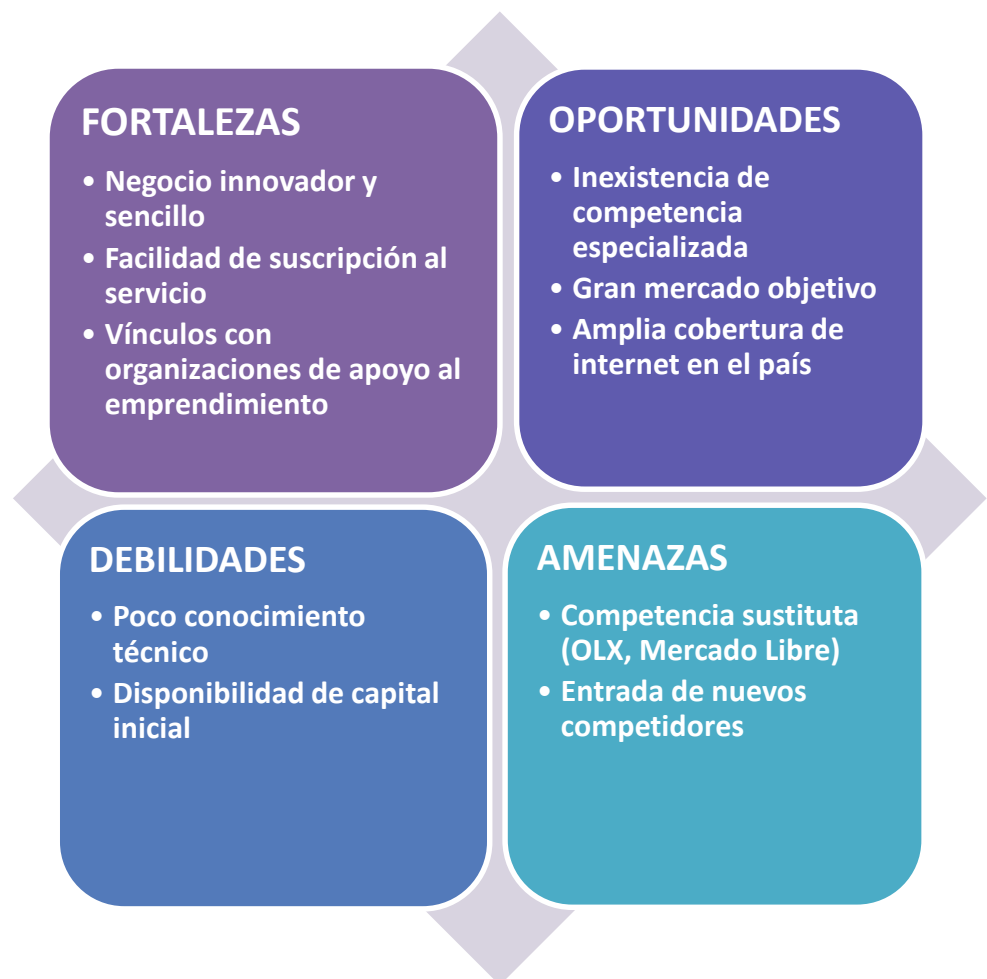 FORTALEZAS
• Negocio innovador y
sencillo
• Facilidad de suscripción al
servicio
• Vínculos con
organizaciones de apoyo al
emprendimiento
OPORTUNIDADES
• Inexistencia de
competencia
especializada
• Gran mercado objetivo
• Amplia cobertura de
internet en el país
DEBILIDADES
• Poco conocimiento
técnico
• Disponibilidad de capital
inicial
AMENAZAS
• Competencia sustituta
(OLX, Mercado Libre)
• Entrada de nuevos
competidores